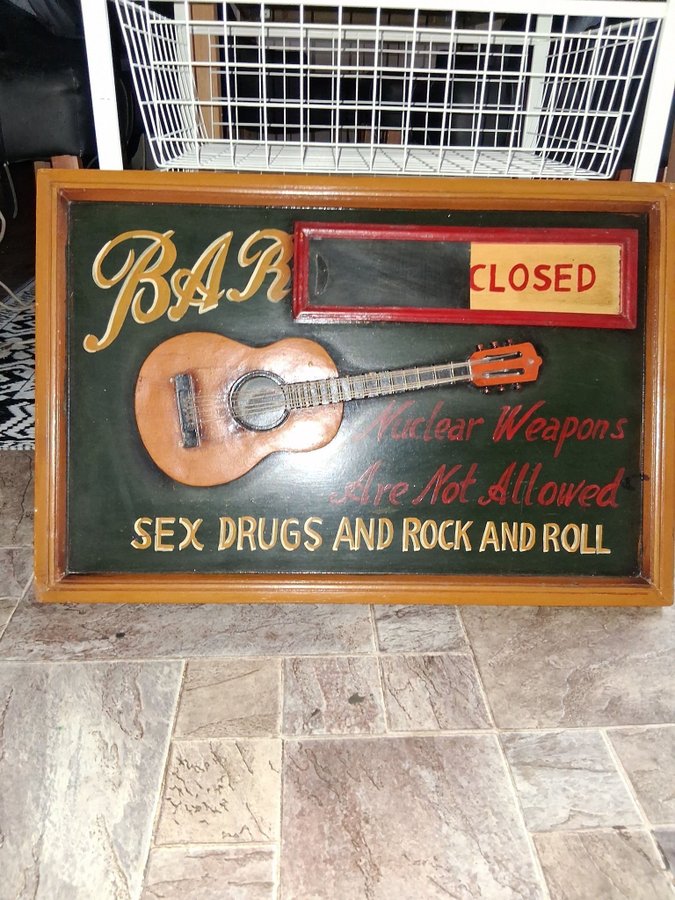 BAR
CLOSED
Nuclear Weapons
Are Not Allowed
SEX DRUGS AND ROCK AND ROLL